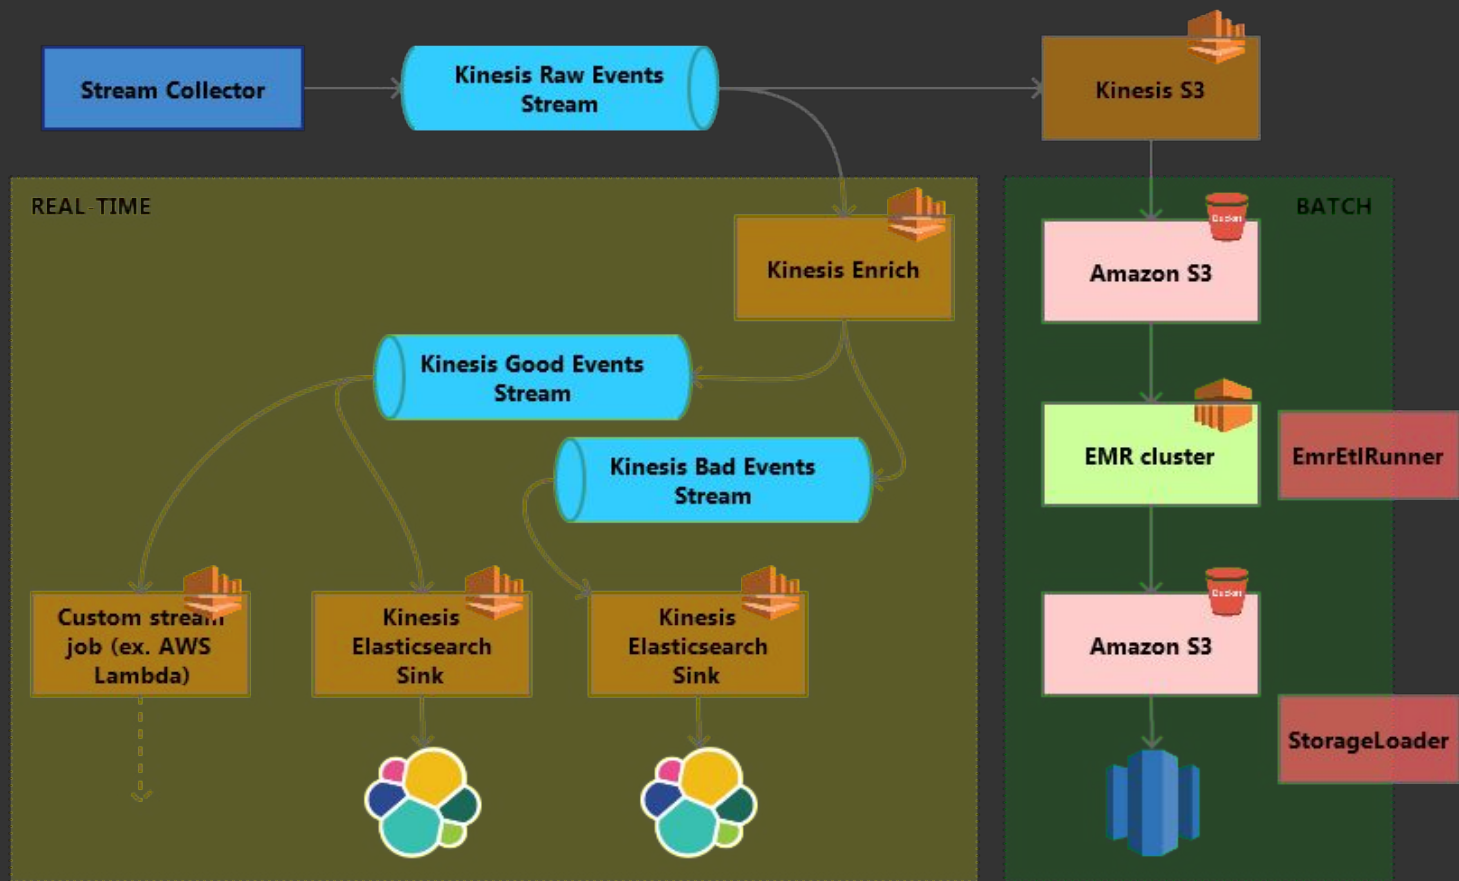 Stream Collector
Kinesis Raw Events
Stream
Kinesis S3
REAL-TIME
BATCH
Kinesis Enrich
Amazon S3
Kinesis Good Events
Stream
EMR cluster
EmrEtlRunner
Kinesis Bad Events
Stream
Custom stream
job (ex. AWS
Lambda)
Kinesis
Elasticsearch
Sink
Kinesis
Elasticsearch
Sink
Amazon S3
StorageLoader